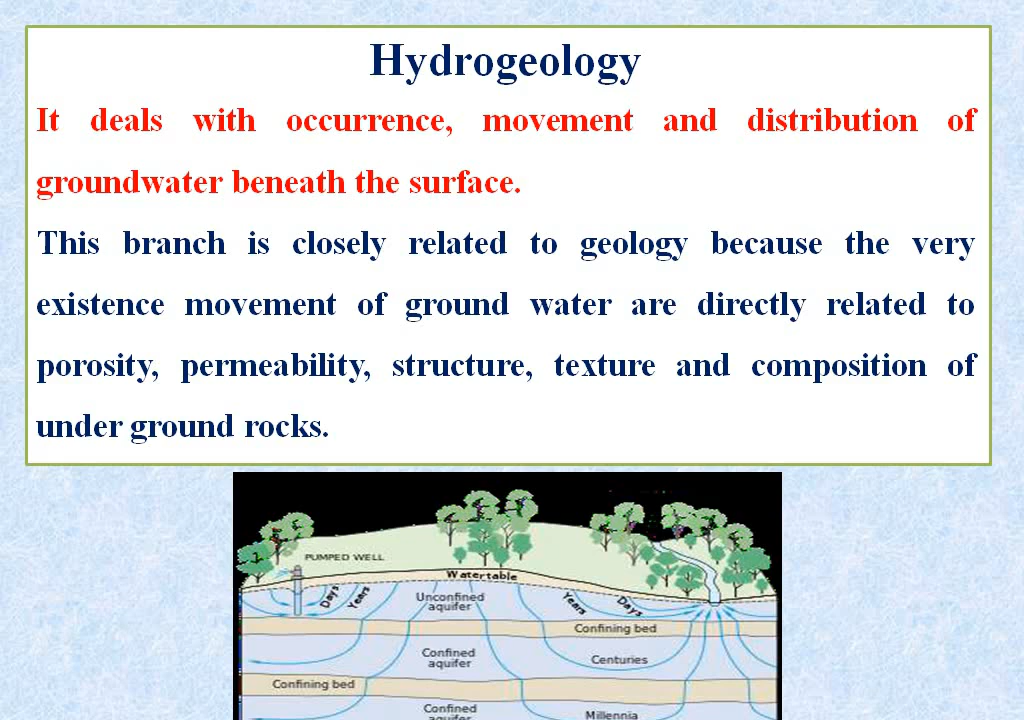 Hydrogeology
It deals with occurrence, movement and distribution of
groundwater beneath the surface.
This branch is closely related to geology because the very
existence movement of ground water are directly related to
porosity, permeability, structure, texture and composition of
under ground rocks.
PUMPED WELL
Water table
Days
Years
Unconfined
aquifer
Years
Days
Confining bed
Confined
aquifer
Centuries
Confining bed
Confined
aquifer
Millennia